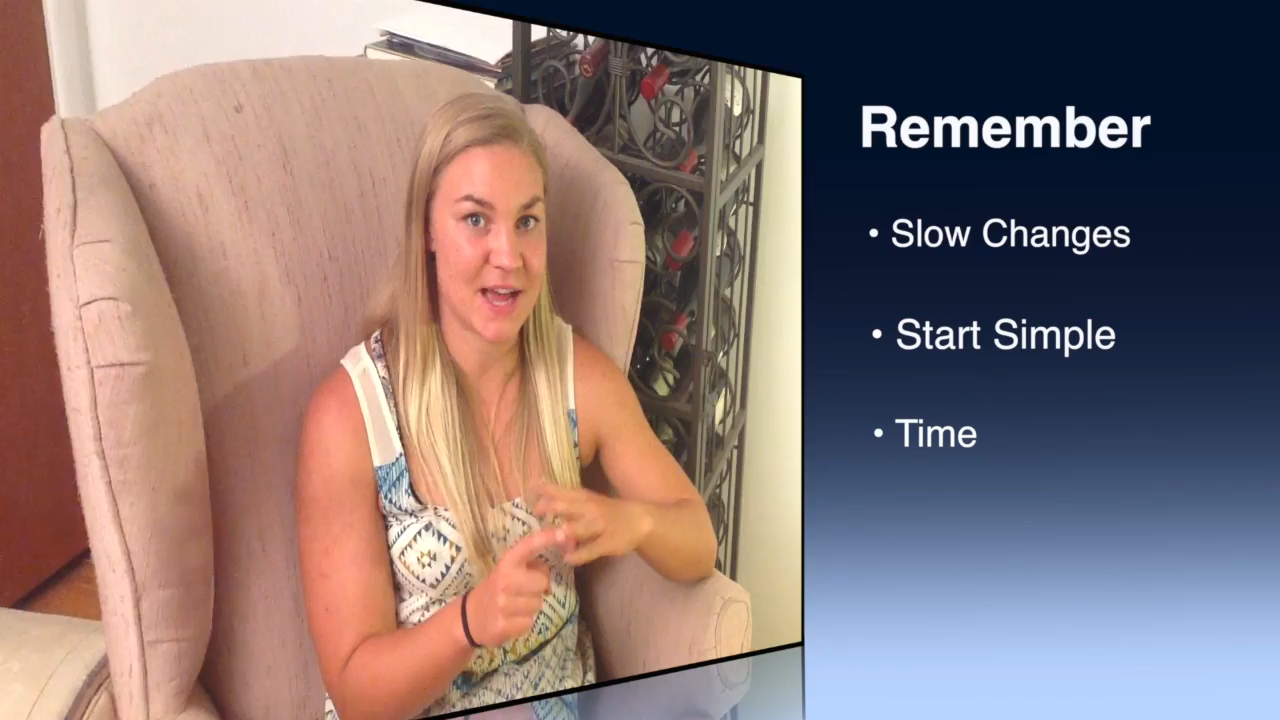 Remember
• Slow Changes
• Start Simple
• Time